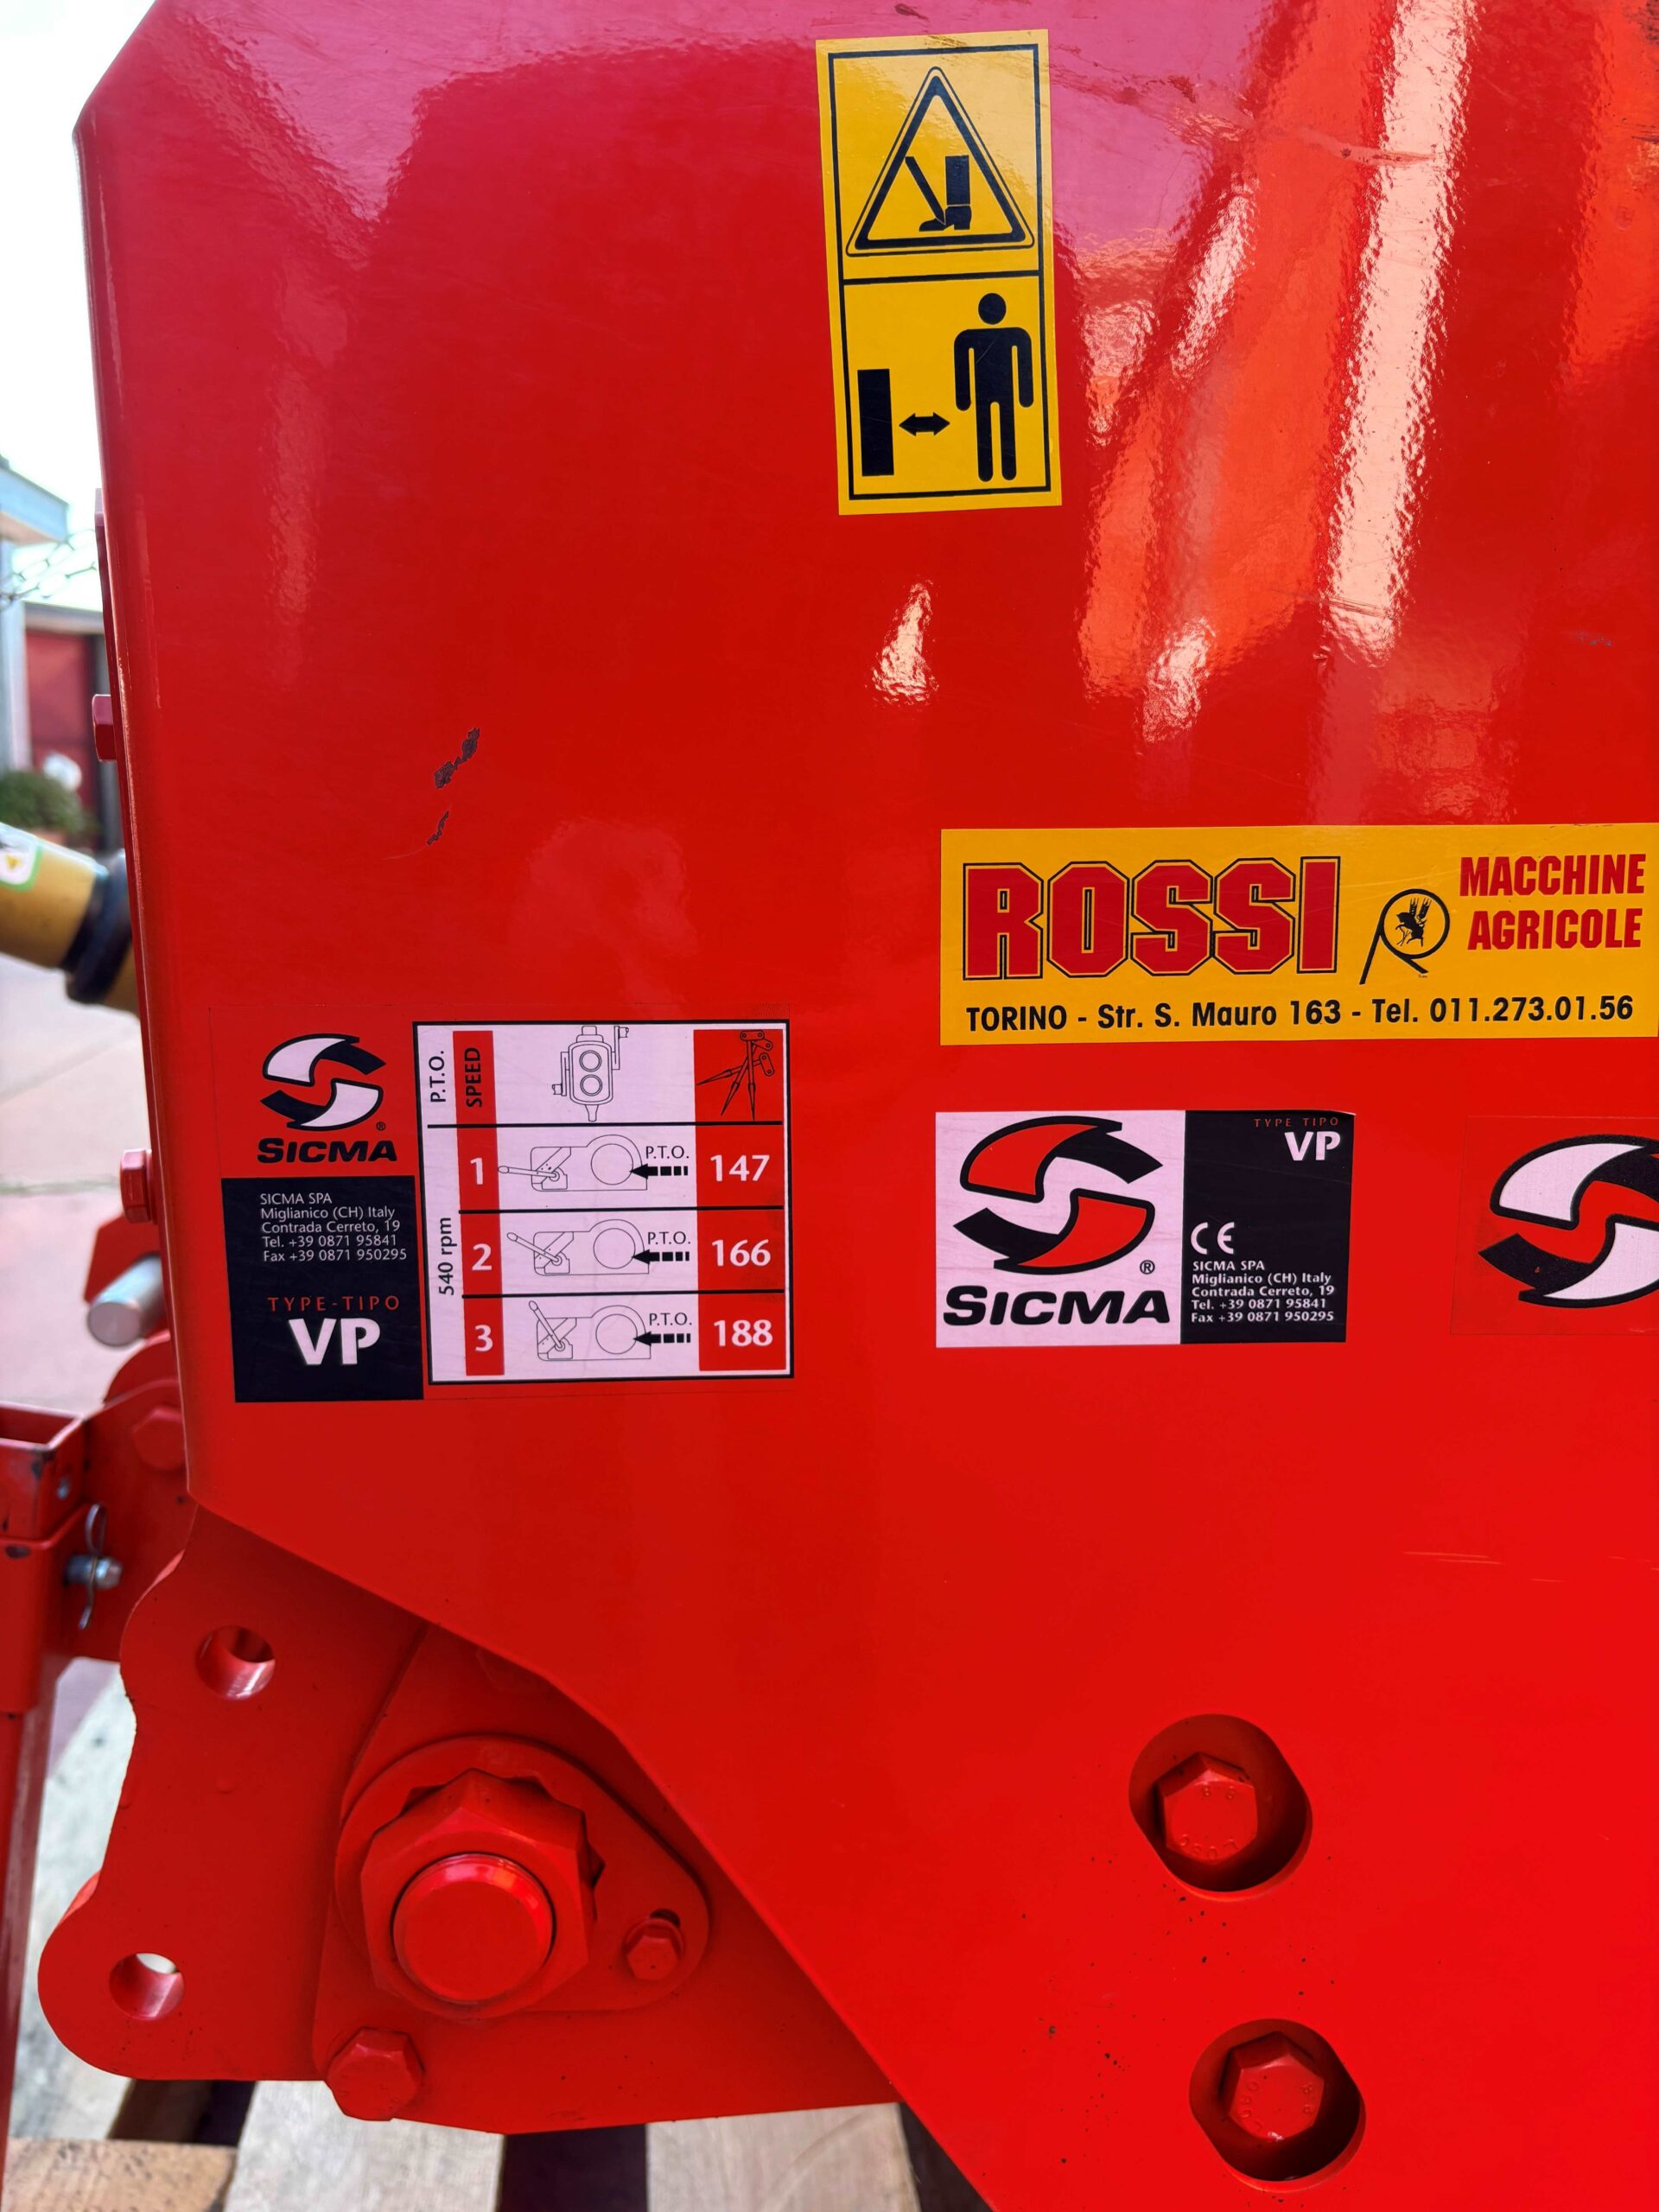 ROSSI
MACCHINE
AGRICOLE
TORINO - Str. S. Mauro 163 - Tel. 011.273.01.56
SICMA
®
SICMA SPA
Miglianico (CH) Italy
Contrada Cerreto, 19
Tel. +39 0871 95841
Fax +39 0871 950295
TYPE-TIPO
VP
P.T.O.
SPEED
540 rpm
1
P.T.O.
147
2
P.T.O.
166
3
P.T.O.
188
TYPE TIPO
VP
CE
SICMA SPA
Miglianico (CH) Italy
Contrada Cerreto, 19
Tel. +39 0871 95841
Fax +39 0871 950295
®
SICMA